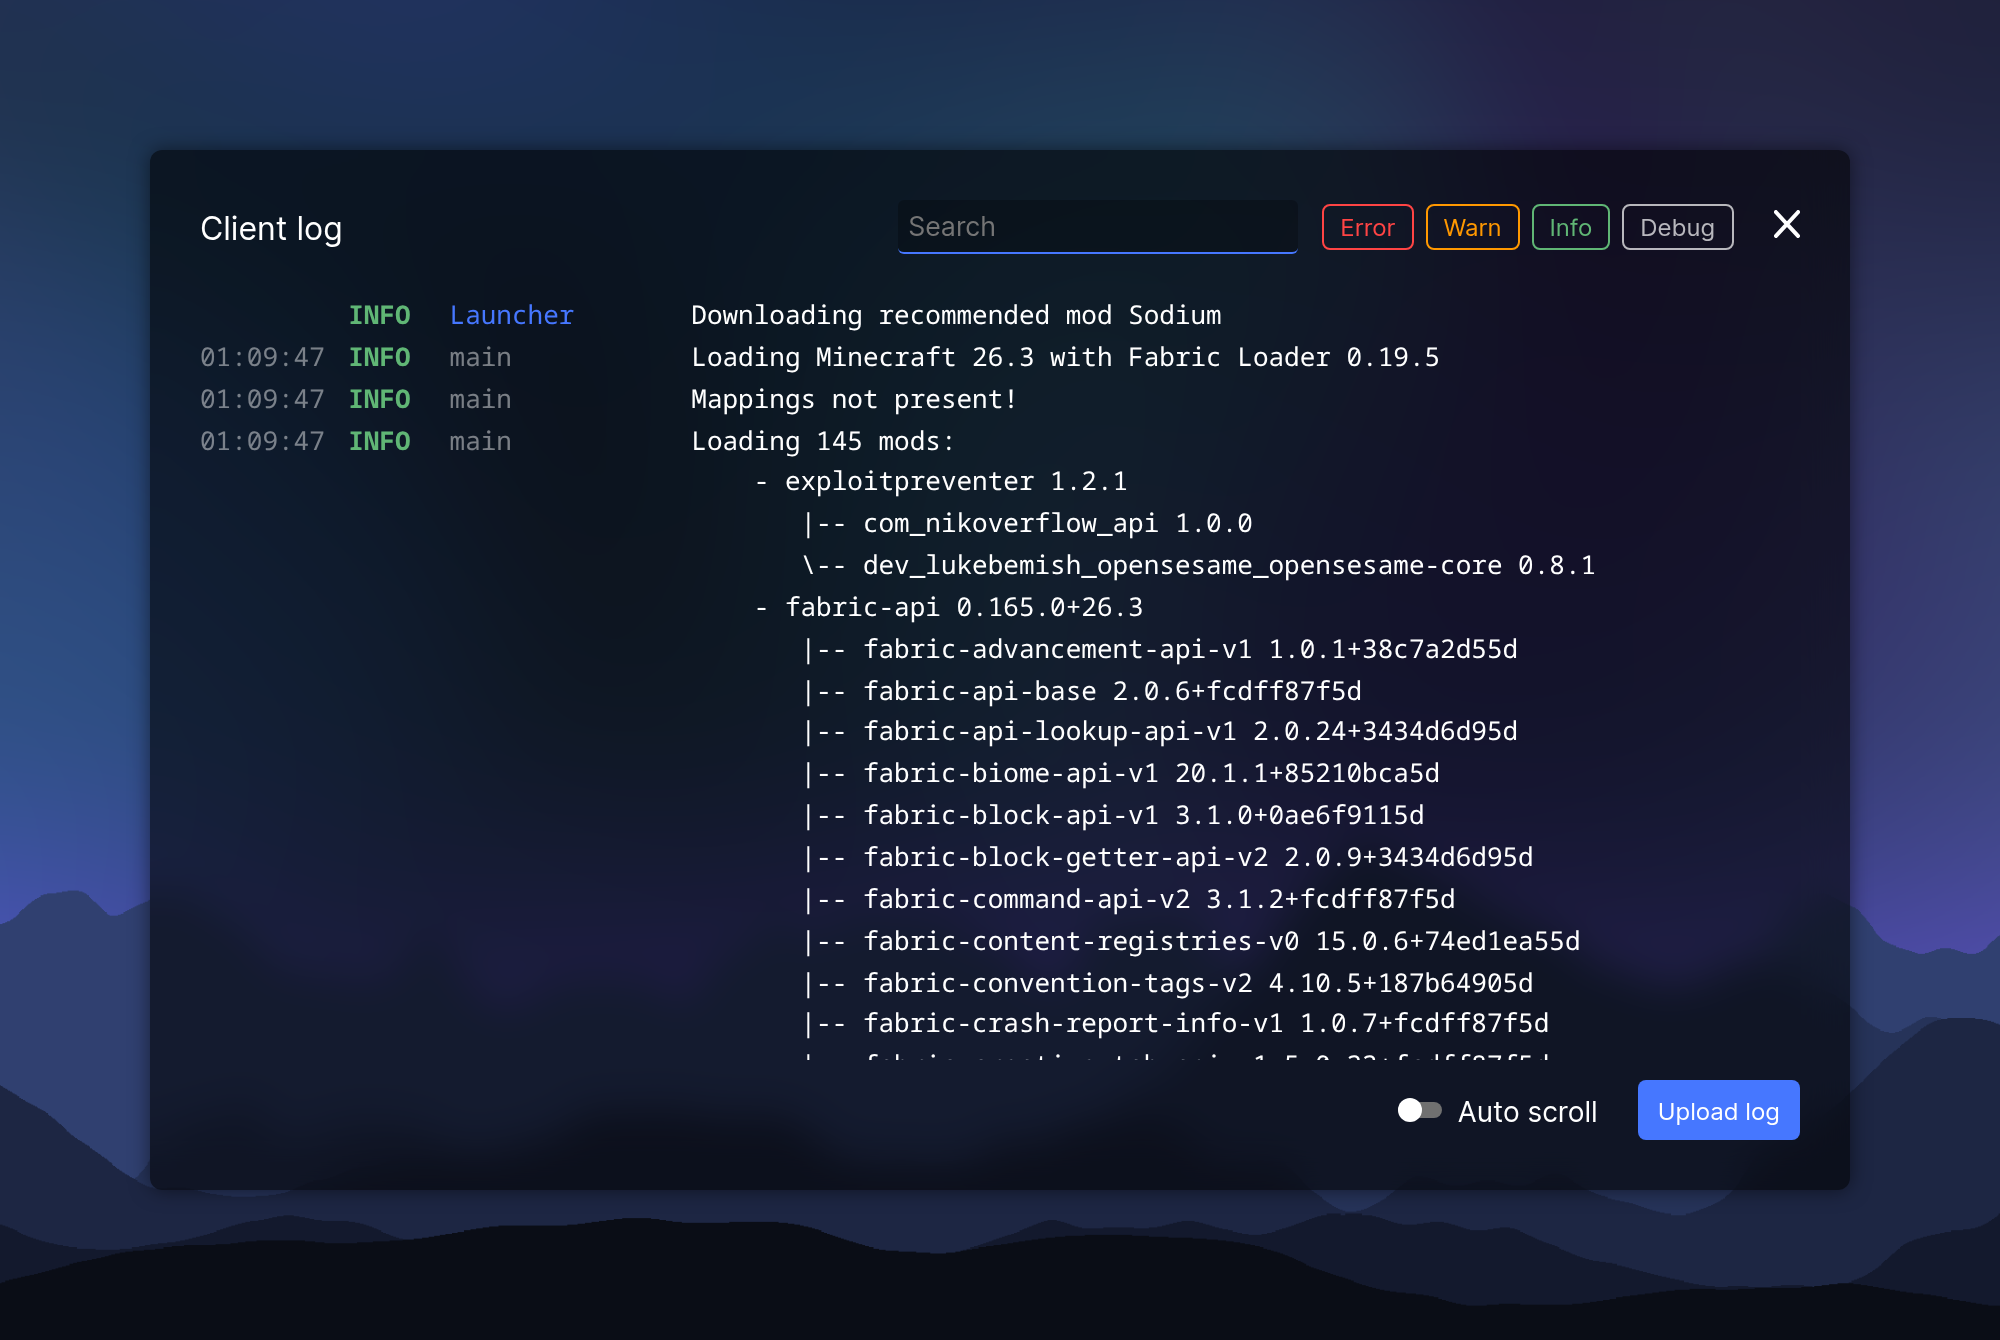 Client log
Search
Error
Warn
Info
Debug
INFO Launcher Downloading recommended mod Sodium
01:09:47 INFO main Loading Minecraft 26.3 with Fabric Loader 0.19.5
01:09:47 INFO main Mappings not present!
01:09:47 INFO main Loading 145 mods:
- exploitpreventer 1.2.1
|-- com_nikoverflow_api 1.0.0
\-- dev_lukebemish_opensesame_opensesame-core 0.8.1
- fabric-api 0.165.0+26.3
|-- fabric-advancement-api-v1 1.0.1+38c7a2d55d
|-- fabric-api-base 2.0.6+fcdff87f5d
|-- fabric-api-lookup-api-v1 2.0.24+3434d6d95d
|-- fabric-biome-api-v1 20.1.1+85210bca5d
|-- fabric-block-api-v1 3.1.0+0ae6f9115d
|-- fabric-block-getter-api-v2 2.0.9+3434d6d95d
|-- fabric-command-api-v2 3.1.2+fcdff87f5d
|-- fabric-content-registries-v0 15.0.6+74ed1ea55d
|-- fabric-convention-tags-v2 4.10.5+187b64905d
|-- fabric-crash-report-info-v1 1.0.7+fcdff87f5d
Auto scroll
Upload log